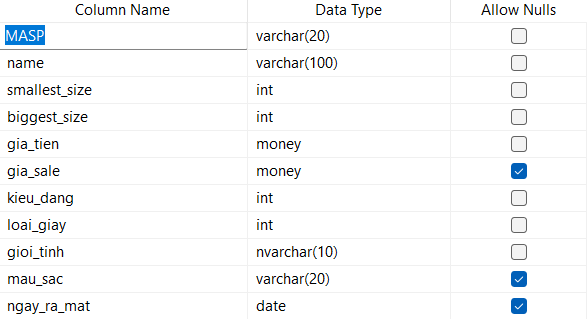 Column Name Data Type Allow Nulls
MASP varchar(20)
name varchar(100)
smallest_size int
biggest_size int
gia_tien money
gia_sale money
kieu_dang int
loai_giay int
gioi_tinh nvarchar(10)
mau_sac varchar(20)
ngay_ra_mat date